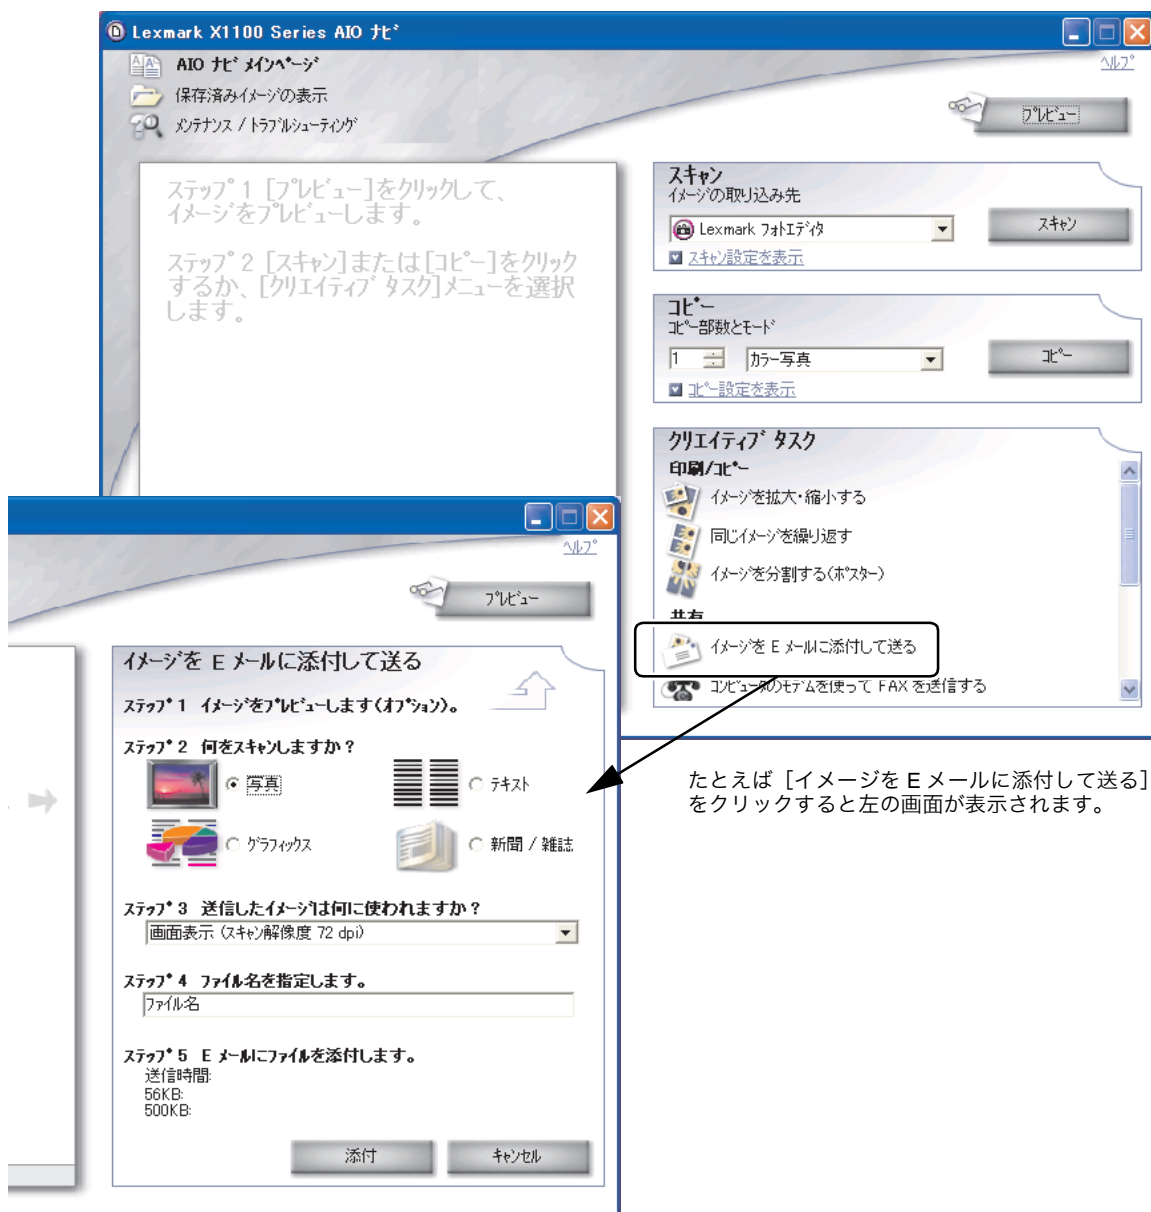 Lexmark X1100 Series AIO ナビ
AIO ナビ メインページ
保存済みイメージの表示
メンテナンス / トラブルシューティング
ヘルプ
プレビュー
ステップ 1 [プレビュー]をクリックして、
イメージをプレビューします。
ステップ 2 [スキャン]または[コピー]をクリック
するか、[クリエイティブ タスク]メニューを選択
します。
スキャン
イメージの取り込み先
Lexmark フォトエディタ
スキャン
スキャン設定を表示
コピー
コピー部数とモード
1
カラー写真
コピー
コピー設定を表示
クリエイティブ タスク
印刷/コピー
イメージを拡大・縮小する
同じイメージを繰り返す
イメージを分割する(ポスター)
共有
イメージを E メールに添付して送る
コンピュータのモデムを使って FAX を送信する
ヘルプ
プレビュー
イメージを E メールに添付して送る
ステップ 1 イメージをプレビューします(オプション)。
ステップ 2 何をスキャンしますか?
写真
テキスト
グラフィックス
新聞 / 雑誌
ステップ 3 送信したイメージは何に使われますか?
画面表示 (スキャン解像度 72 dpi)
ステップ 4 ファイル名を指定します。
ファイル名
ステップ 5 E メールにファイルを添付します。
送信時間:
56KB:
500KB:
添付
キャンセル
たとえば［イメージを E メールに添付して送る］
をクリックすると左の画面が表示されます。